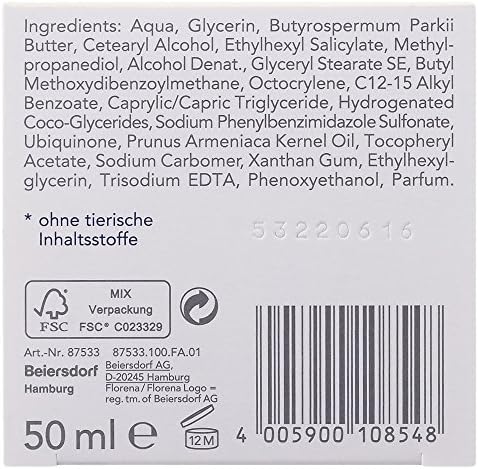 Ingredients: Aqua, Glycerin, Butyrospermum Parkii
Butter, Cetearyl Alcohol, Ethylhexyl Salicylate, Methyl-
propanediol, Alcohol Denat., Glyceryl Stearate SE, Butyl
Methoxydibenzoylmethane, Octocrylene, C12-15 Alkyl
Benzoate, Caprylic/Capric Triglyceride, Hydrogenated
Coco-Glycerides, Sodium Phenylbenzimidazole Sulfonate,
Ubiquinone, Prunus Armeniaca Kernel Oil, Tocopheryl
Acetate, Sodium Carbomer, Xanthan Gum, Ethylhexyl-
glycerin, Trisodium EDTA, Phenoxyethanol, Parfum.
* ohne tierische
Inhaltsstoffe
53220616
FSC
MIX
Verpackung
FSC® C023329
Art.-Nr. 87533 87533.100.FA.01
Beiersdorf
Hamburg
Beiersdorf AG,
D-20245 Hamburg
Florena / Florena Logo =
reg. tm. of Beiersdorf AG
50 ml e
12 M
4 005900 108548